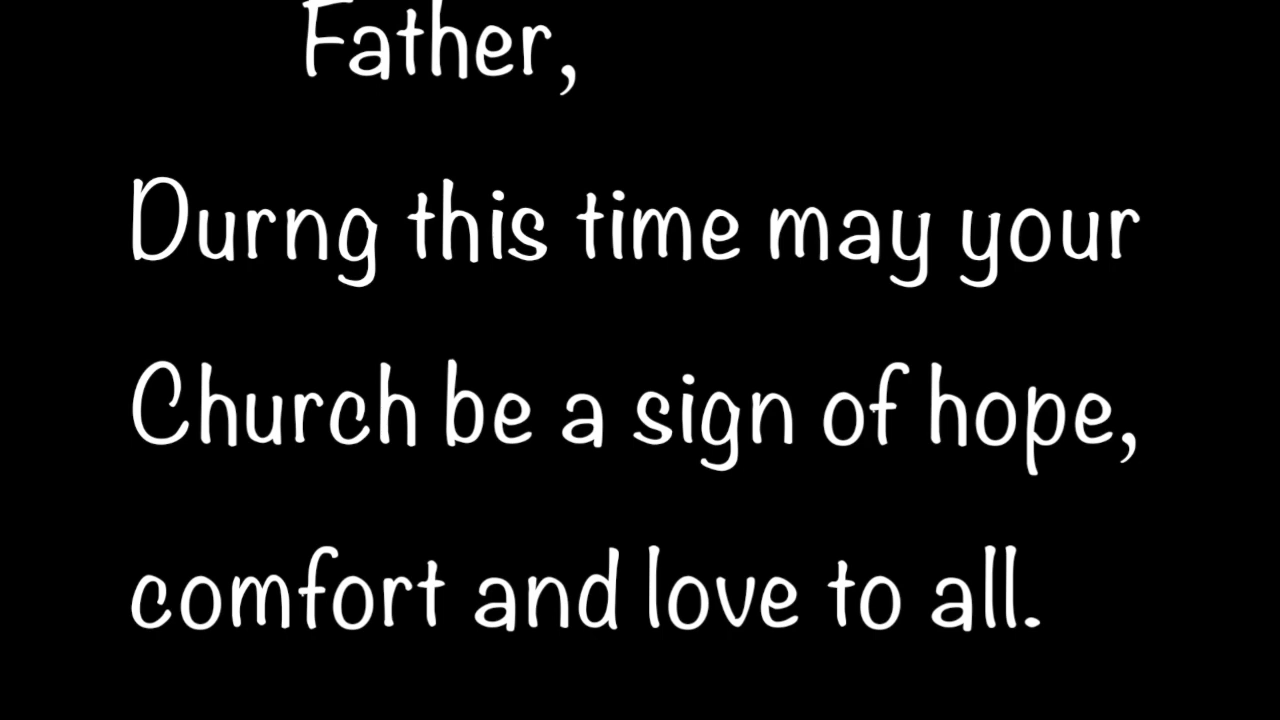 Father,
Durng this time may your
Church be a sign of hope,
comfort and love to all.